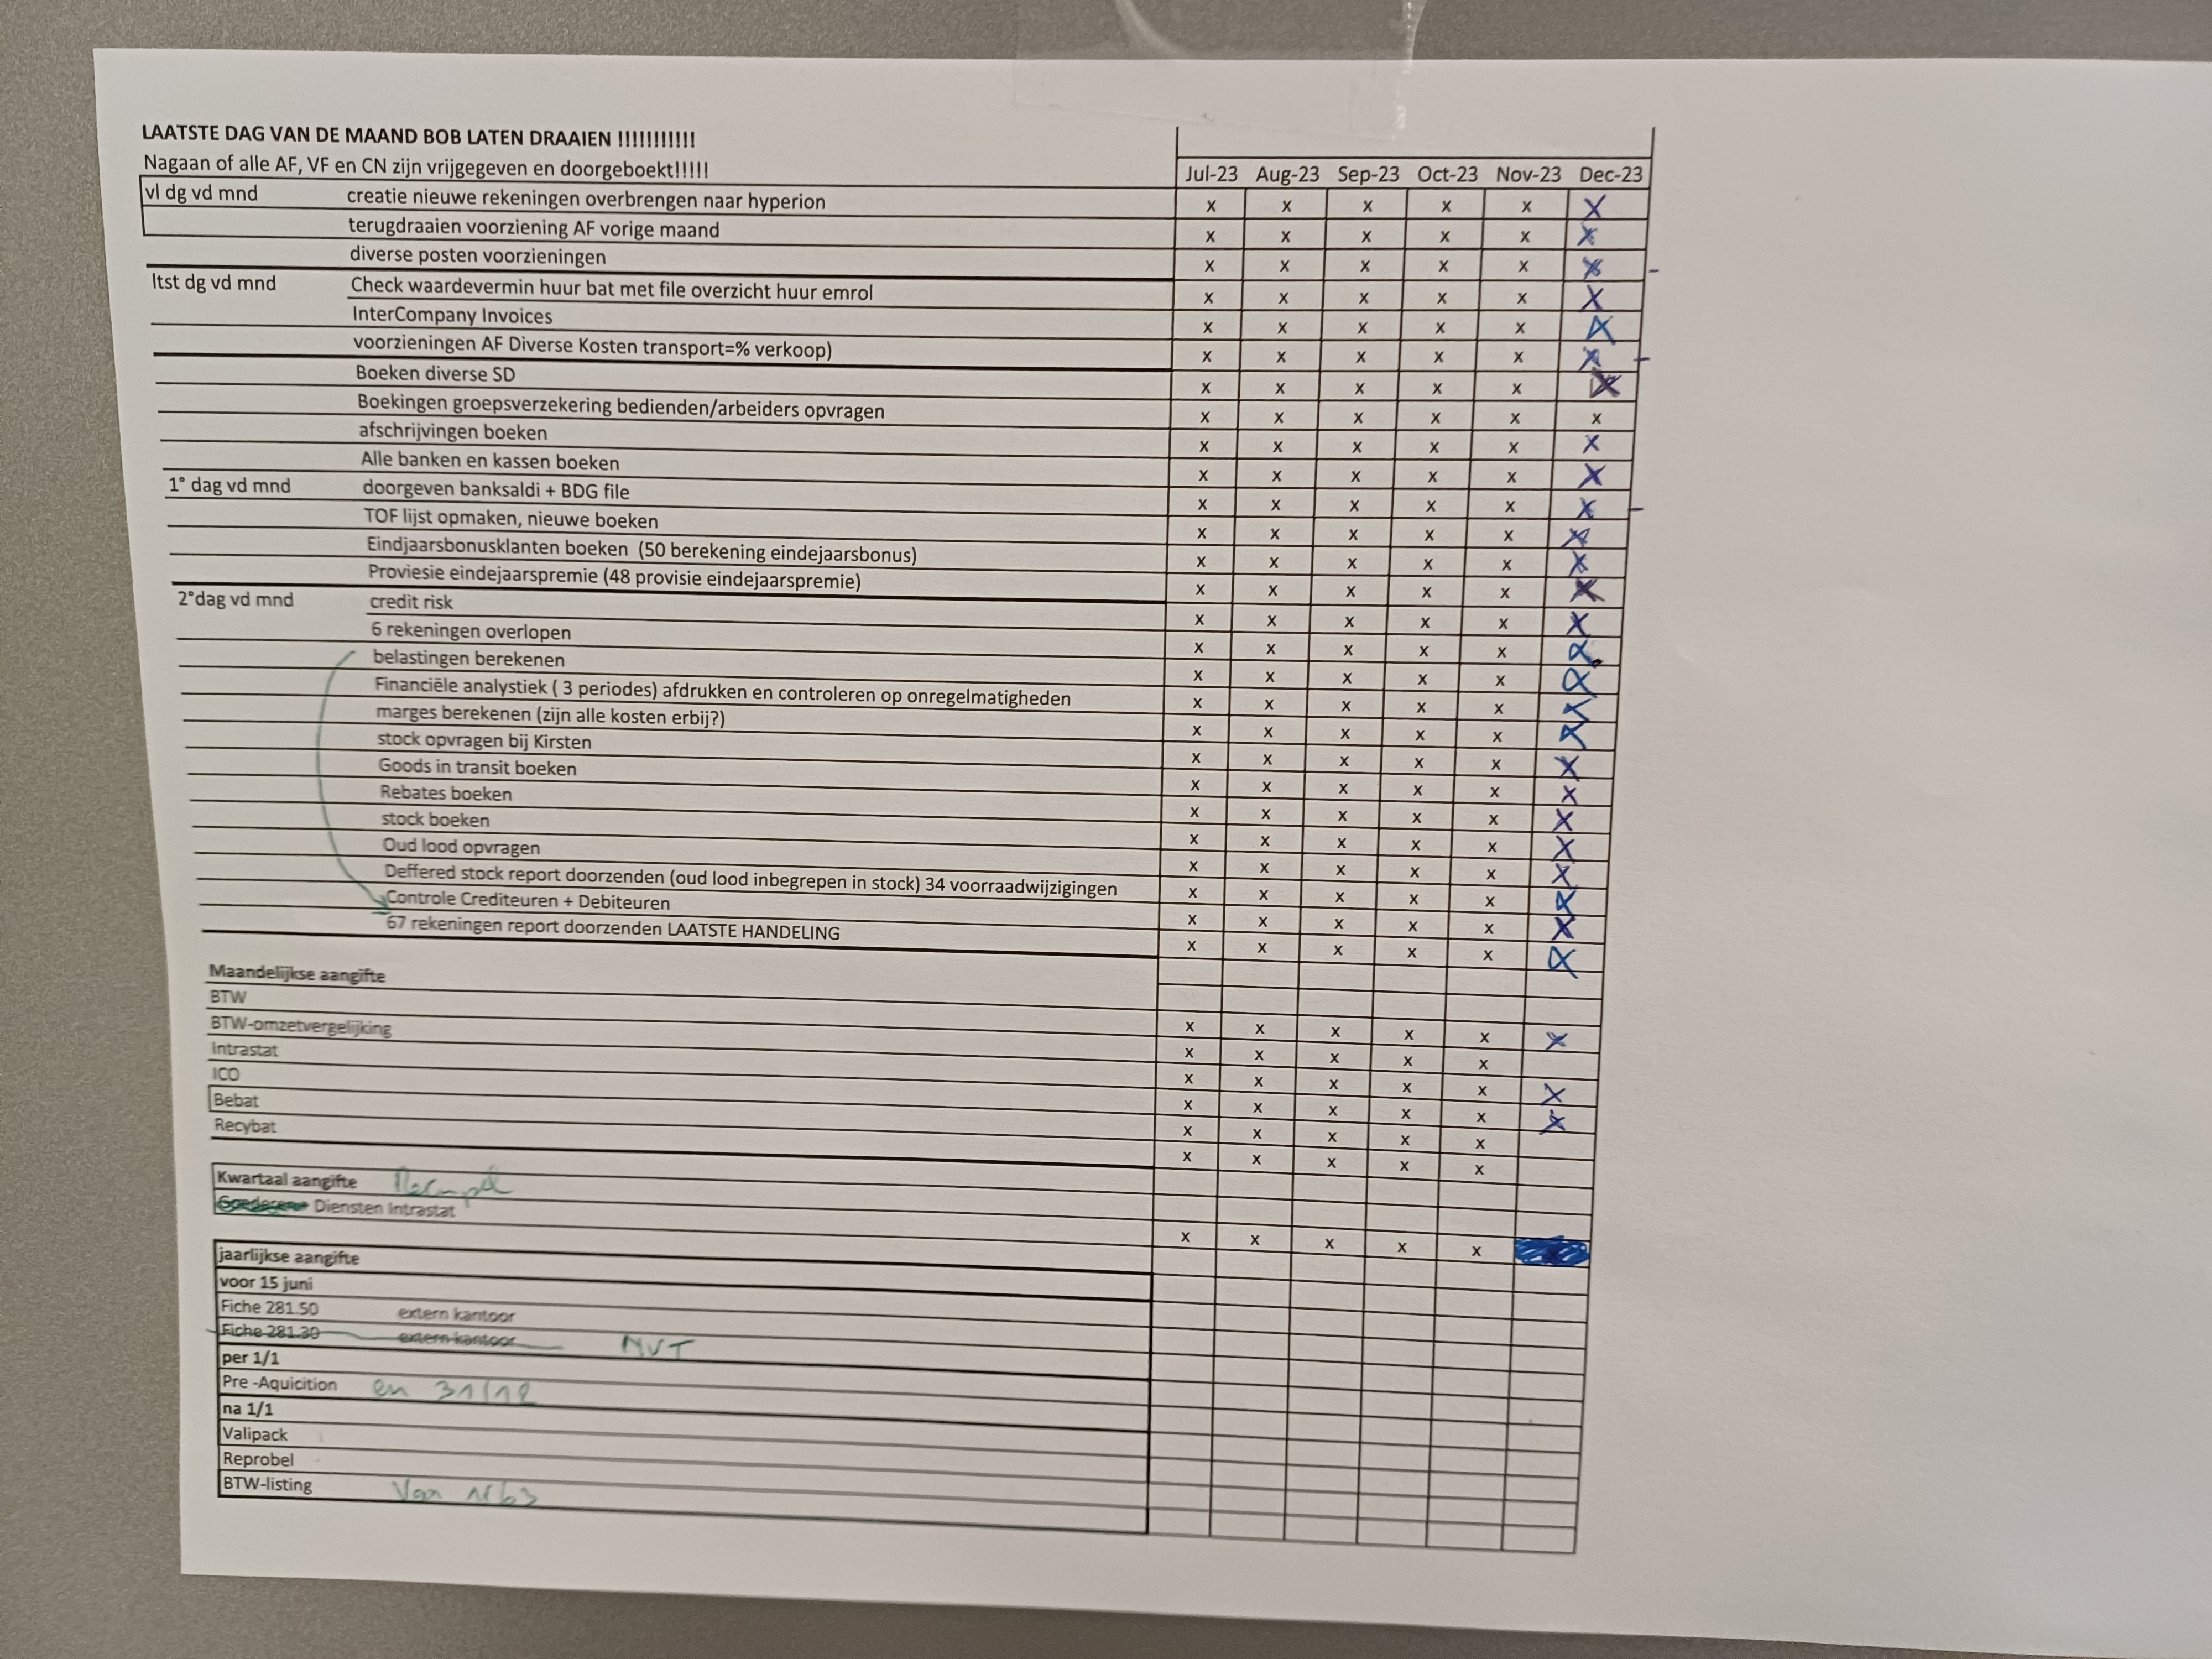 LAATSTE DAG VAN DE MAAND BOB LATEN DRAAIEN !!!!!!!!!!!
Nagaan of alle AF, VF en CN zijn vrijgegeven en doorgeboekt!!!!! Jul-23 Aug-23 Sep-23 Oct-23 Nov-23 Dec-23
vl dg vd mnd creatie nieuwe rekeningen overbrengen naar hyperion x x x x x x
terugdraaien voorziening AF vorige maand x x x x x x
diverse posten voorzieningen x x x x x x
ltst dg vd mnd Check waardevermin huur bat met file overzicht huur emrol x x x x x x
InterCompany Invoices x x x x x x
voorzieningen AF Diverse Kosten transport=% verkoop) x x x x x x
Boeken diverse SD x x x x x x
Boekingen groepsverzekering bedienden/arbeiders opvragen x x x x x x
afschrijvingen boeken x x x x x x
Alle banken en kassen boeken x x x x x x
1° dag vd mnd doorgeven banksaldi + BDG file x x x x x x
TOF lijst opmaken, nieuwe boeken x x x x x x
Eindjaarsbonusklanten boeken (50 berekening eindejaarsbonus) x x x x x x
Proviesie eindejaarspremie (48 provisie eindejaarspremie) x x x x x x
2°dag vd mnd credit risk x x x x x x
6 rekeningen overlopen x x x x x x
belastingen berekenen x x x x x x
Financiële analystiek ( 3 periodes) afdrukken en controleren op onregelmatigheden x x x x x x
marges berekenen (zijn alle kosten erbij?) x x x x x x
stock opvragen bij Kirsten x x x x x x
Goods in transit boeken x x x x x x
Rebates boeken x x x x x x
stock boeken x x x x x x
Oud lood opvragen x x x x x x
Deffered stock report doorzenden (oud lood inbegrepen in stock) 34 voorraadwijzigingen x x x x x x
Controle Crediteuren + Debiteuren x x x x x x
67 rekeningen report doorzenden LAATSTE HANDELING x x x x x x
Maandelijkse aangifte
BTW x x x x x x
BTW-omzetvergelijking x x x x x
Intrastat x x x x x x
ICO x x x x x x
Bebat x x x x x
Recybat x x x x x
Kwartaal aangifte
Diensten Intrastat x x x x x
jaarlijkse aangifte
voor 15 juni
Fiche 281.50 extern kantoor
Fiche 281.30 extern kantoor NVT
per 1/1
Pre -Aquicition en 31/12
na 1/1
Valipack
Reprobel
BTW-listing Voor